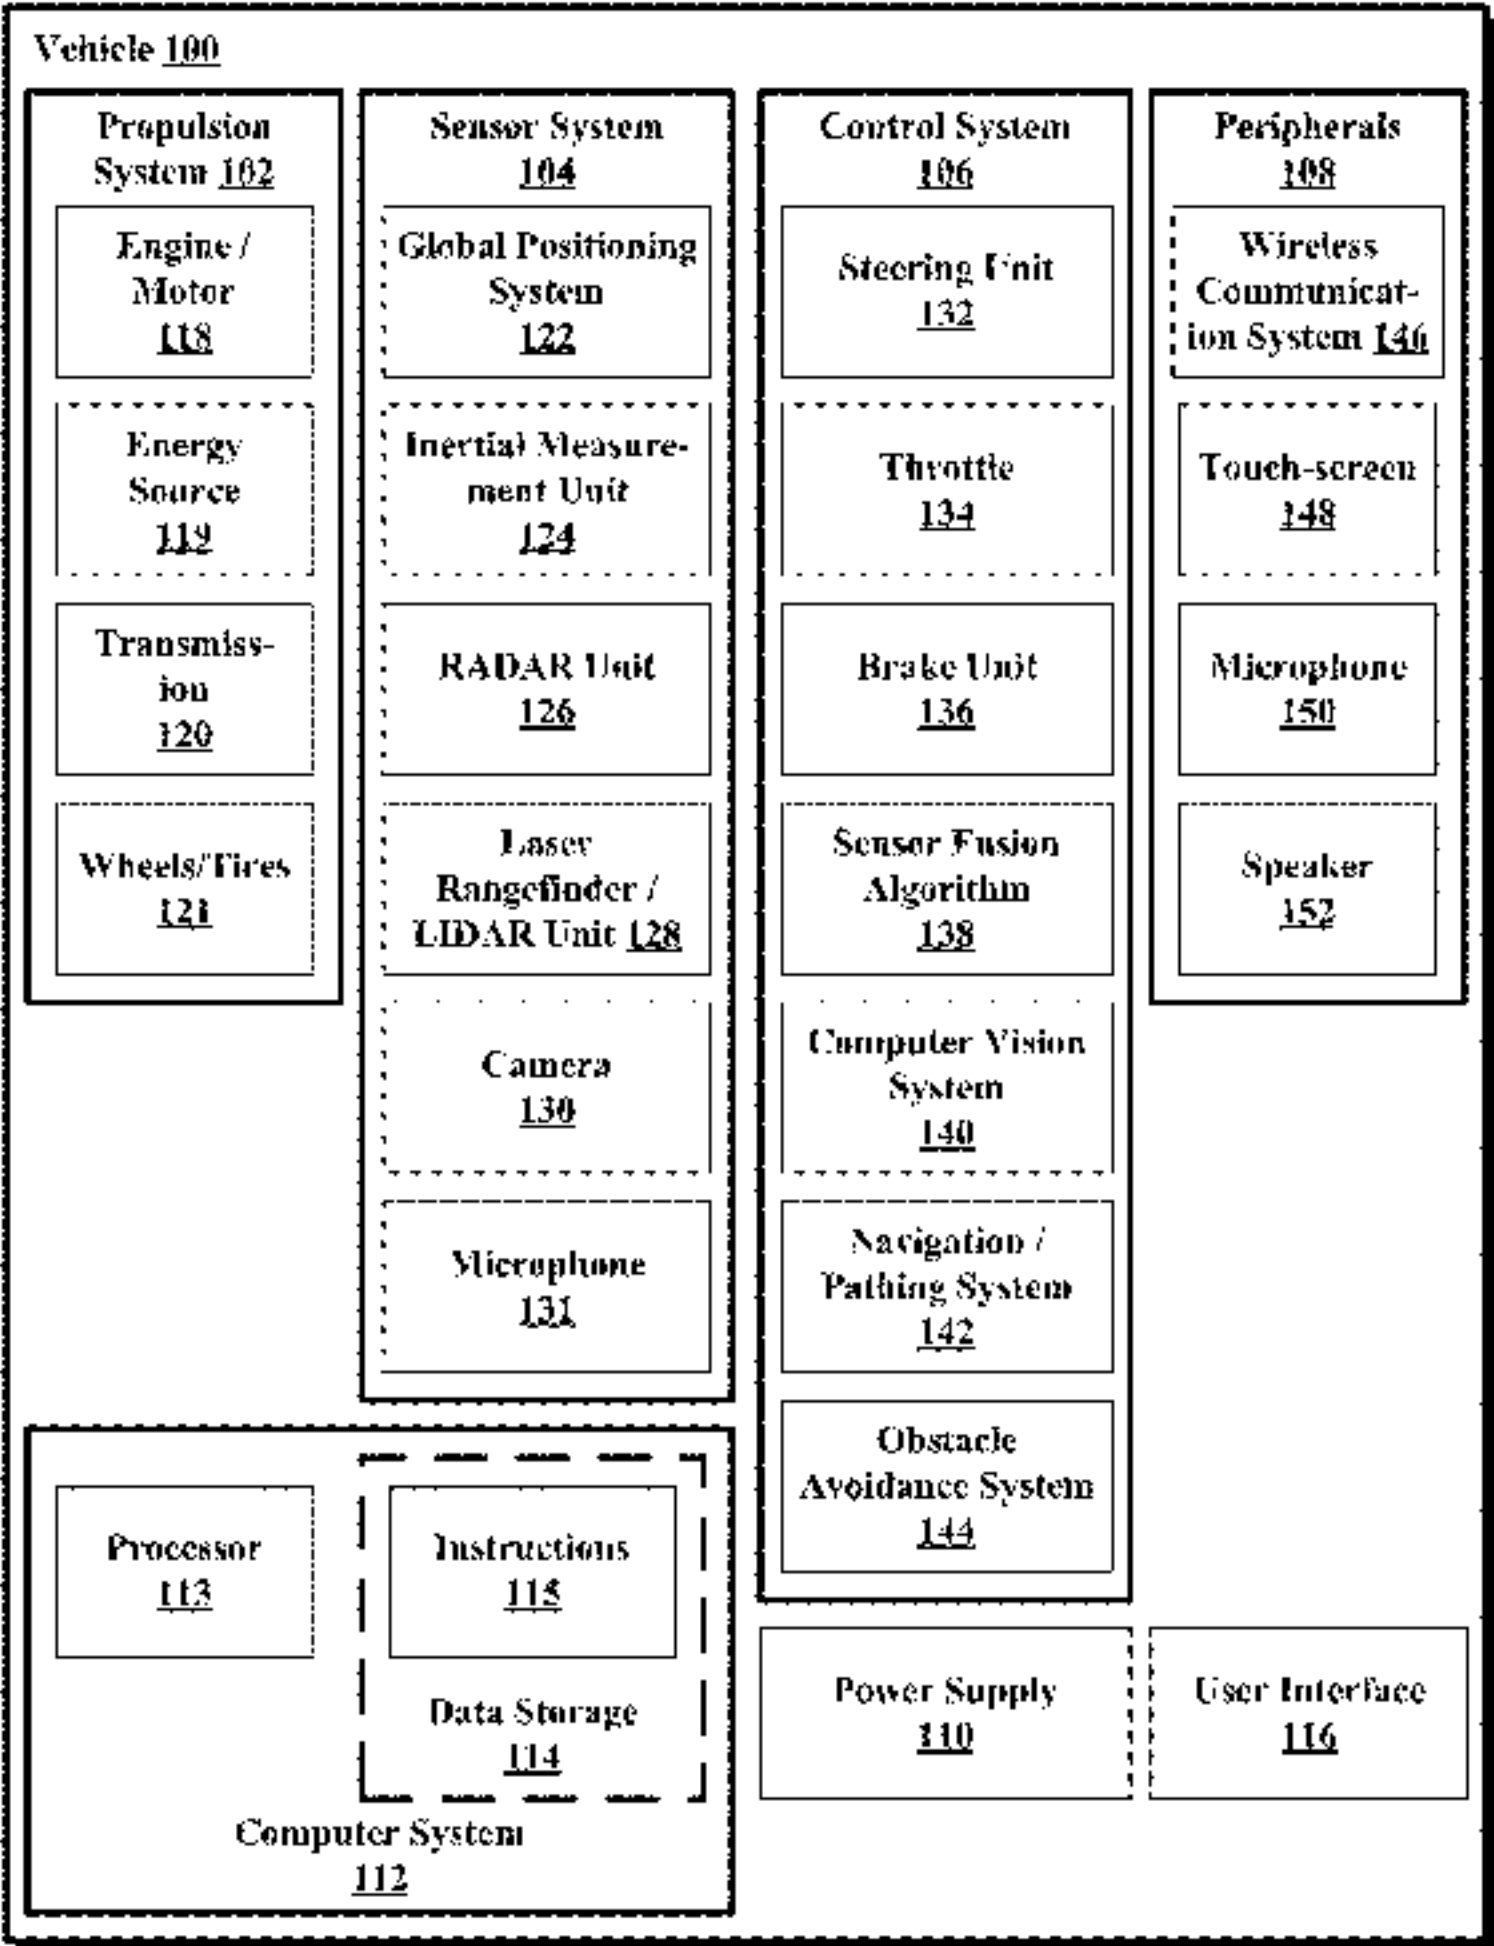 Vehicle 100
Propulsion
System 102
Engine /
Motor
118
Energy
Source
119
Transmiss-
ion
120
Wheels/Tires
121
Sensor System
104
Global Positioning
System
122
Inertial Measure-
ment Unit
124
RADAR Unit
126
Laser
Rangefinder /
LIDAR Unit 128
Camera
130
Microphone
131
Control System
106
Steering Unit
132
Throttle
134
Brake Unit
136
Sensor Fusion
Algorithm
138
Computer Vision
System
140
Navigation /
Pathing System
142
Obstacle
Avoidance System
144
Peripherals
108
Wireless
Communicat-
ion System 146
Touch-screen
148
Microphone
150
Speaker
152
Processor
113
Instructions
115
Data Storage
114
Computer System
112
Power Supply
110
User Interface
116